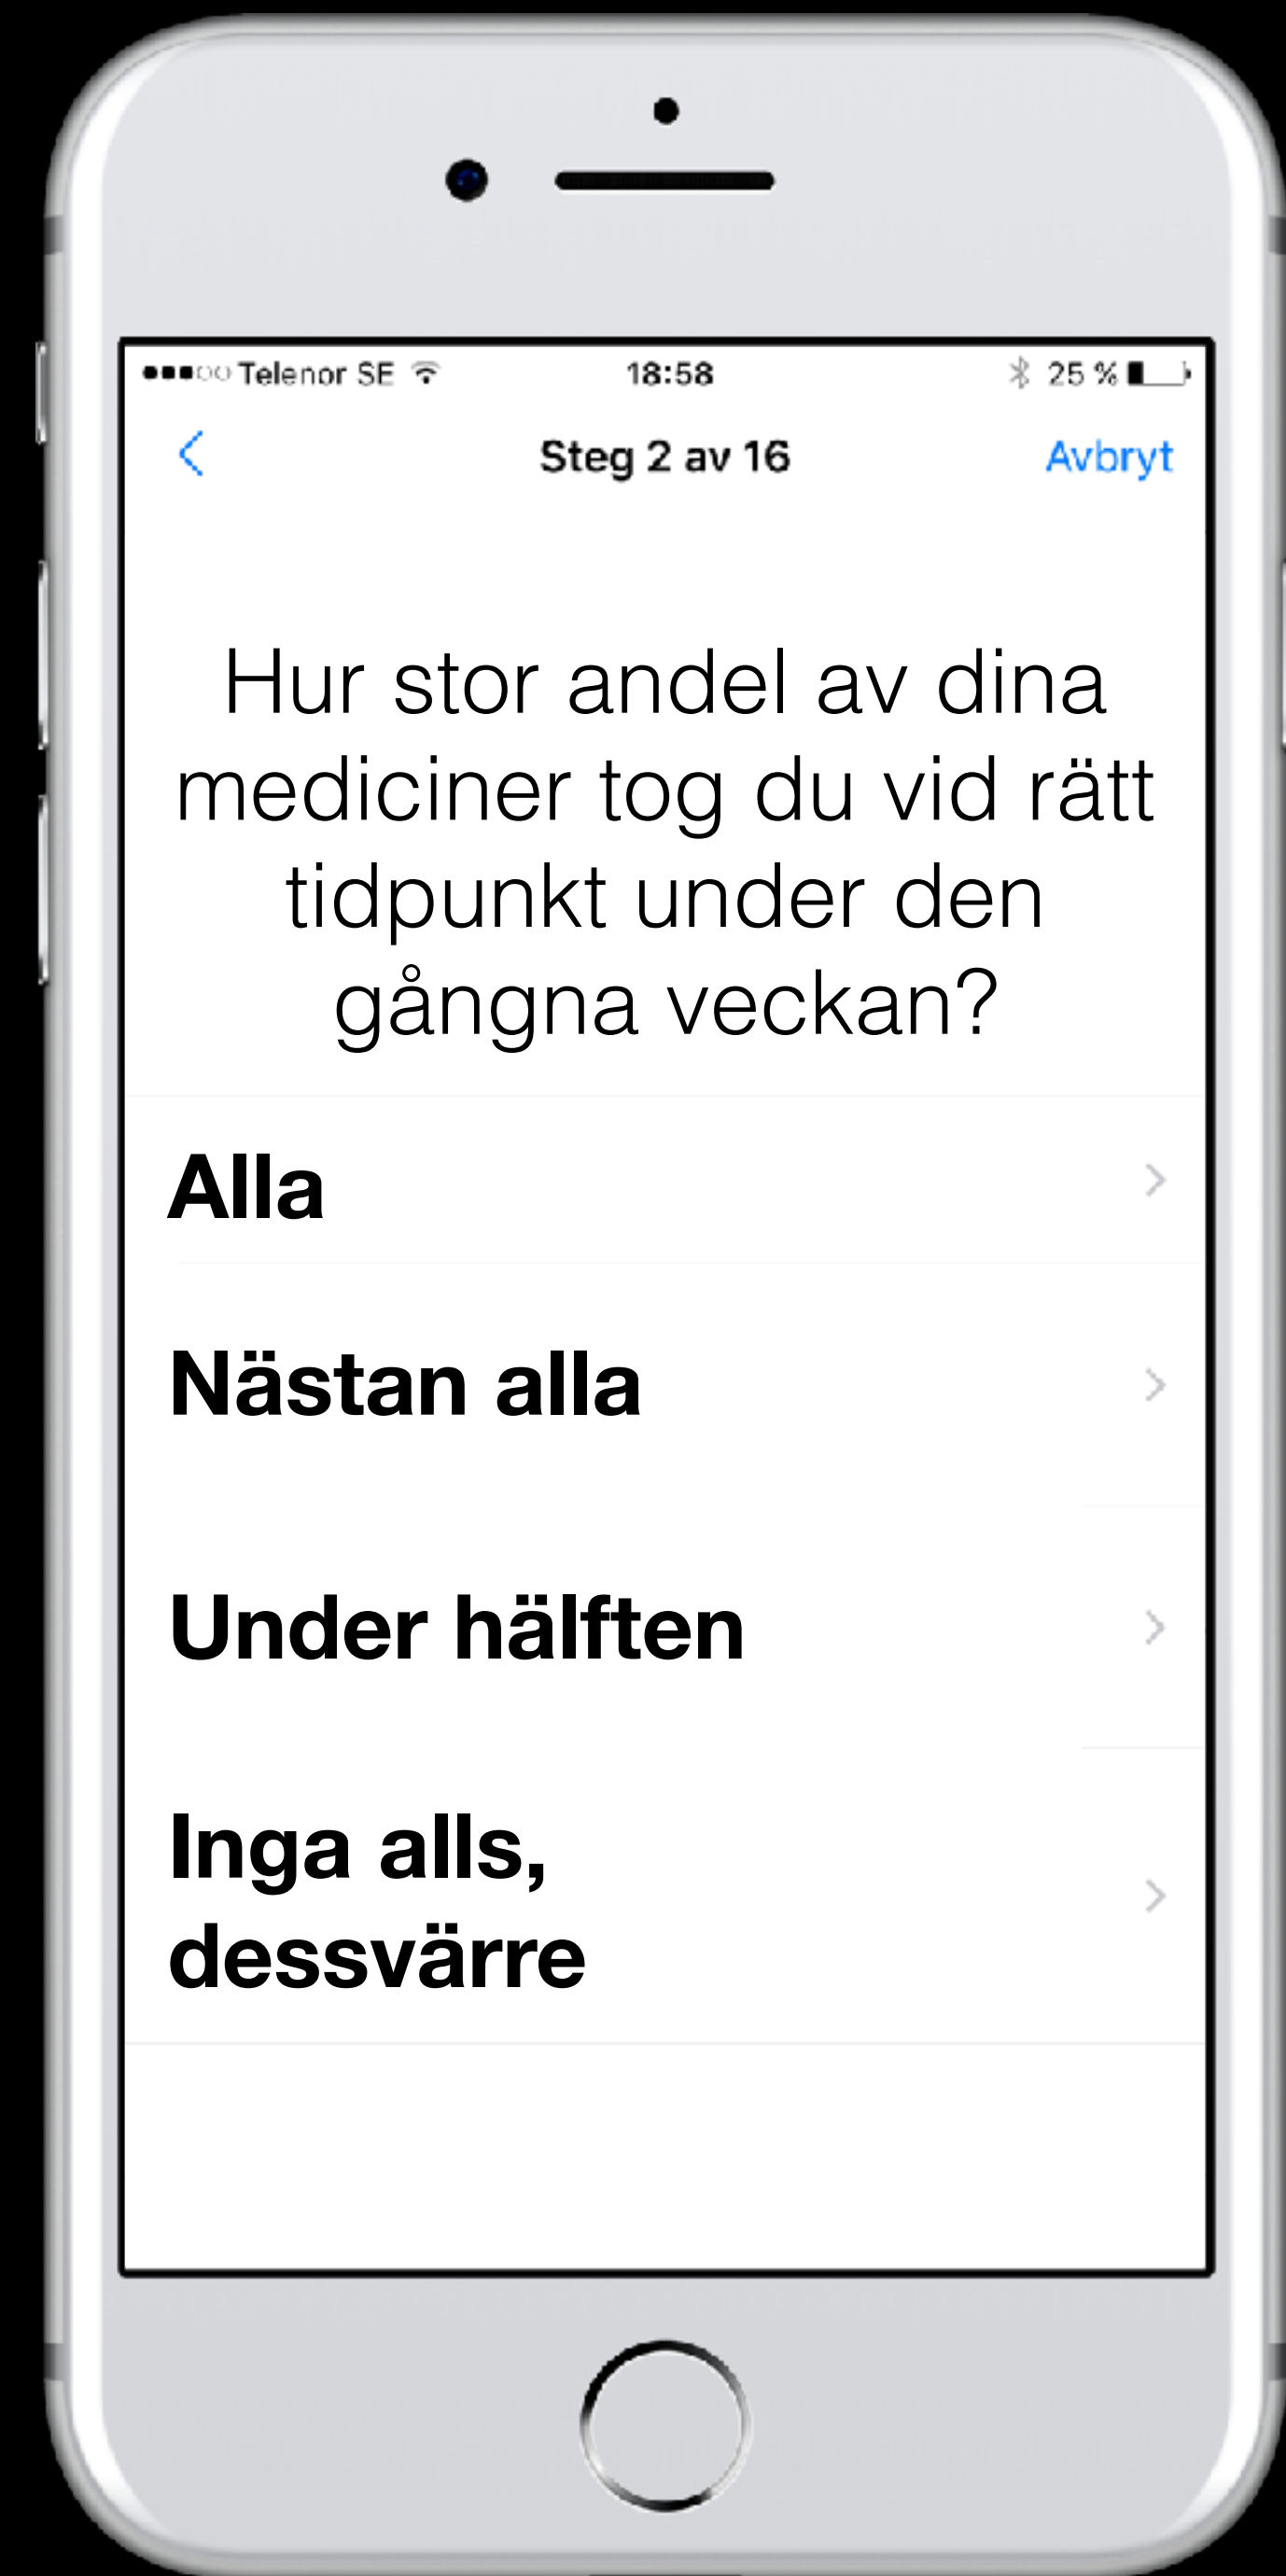 Telenor SE 18:58 25 %
Steg 2 av 16 Avbryt
Hur stor andel av dina
mediciner tog du vid rätt
tidpunkt under den
gångna veckan?
Alla
Nästan alla
Under hälften
Inga alls,
dessvärre